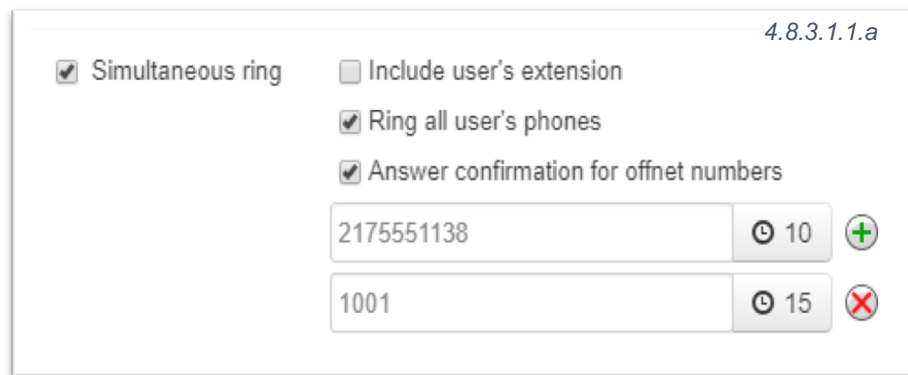 4.8.3.1.1.a
Simultaneous ring Include user's extension
Ring all user's phones
Answer confirmation for offnet numbers
2175551138 10
1001 15